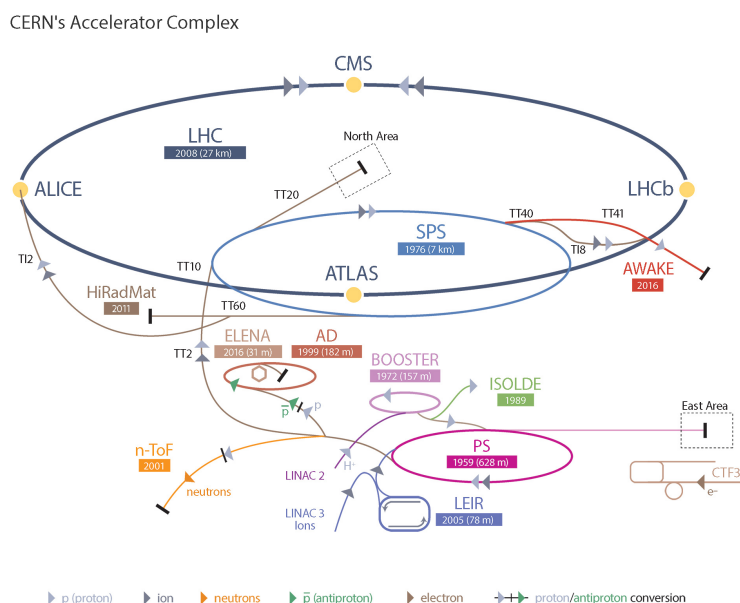 CERN's Accelerator Complex
CMS
LHC
2008 (27 km)
North Area
ALICE
LHCb
TT20
TT40
TT41
SPS
1976 (7 km)
TI8
TI2
TT10
ATLAS
AWAKE
2016
HiRadMat
2011
TT60
ELENA
2016 (31 m)
AD
1999 (182 m)
TT2
BOOSTER
1972 (157 m)
ISOLDE
1989
p̅
p
East Area
n-ToF
2001
PS
1959 (628 m)
LINAC 2
H⁺
neutrons
CTF3
e⁻
LINAC 3
Ions
LEIR
2005 (78 m)
p (proton)
ion
neutrons
p̅ (antiproton)
electron
proton/antiproton conversion